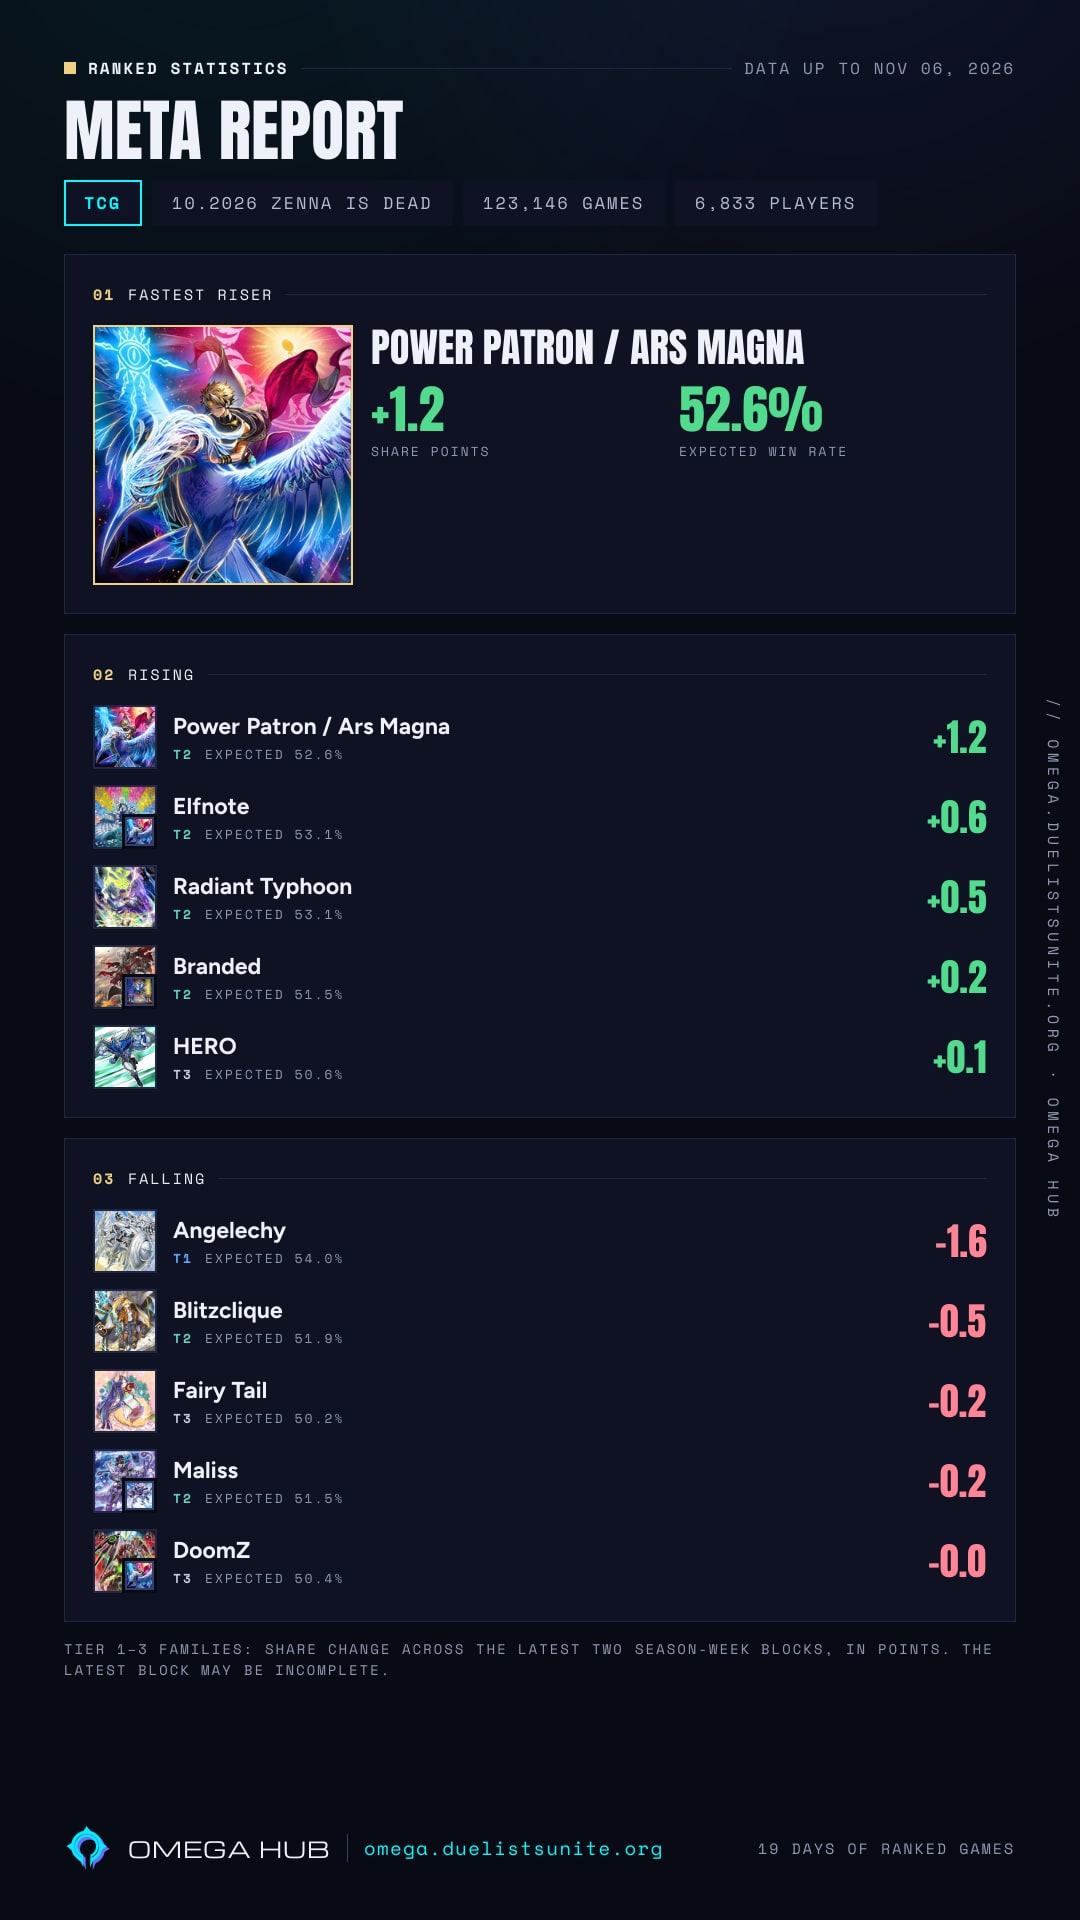 RANKED STATISTICS
DATA UP TO NOV 06, 2026
META REPORT
TCG
10.2026 ZENNA IS DEAD
123,146 GAMES
6,833 PLAYERS
01 FASTEST RISER
POWER PATRON / ARS MAGNA
+1.2
52.6%
SHARE POINTS
EXPECTED WIN RATE
02 RISING
Power Patron / Ars Magna
T2 EXPECTED 52.6%
+1.2
Elfnote
T2 EXPECTED 53.1%
+0.6
Radiant Typhoon
T2 EXPECTED 53.1%
+0.5
Branded
T2 EXPECTED 51.5%
+0.2
HERO
T3 EXPECTED 50.6%
+0.1
03 FALLING
Angelechy
T1 EXPECTED 54.0%
-1.6
Blitzclique
T2 EXPECTED 51.9%
-0.5
Fairy Tail
T3 EXPECTED 50.2%
-0.2
Maliss
T2 EXPECTED 51.5%
-0.2
DoomZ
T3 EXPECTED 50.4%
-0.0
TIER 1–3 FAMILIES: SHARE CHANGE ACROSS THE LATEST TWO SEASON-WEEK BLOCKS, IN POINTS. THE
LATEST BLOCK MAY BE INCOMPLETE.
// OMEGA.DUELISTSUNITE.ORG · OMEGA HUB
OMEGA HUB
omega.duelistsunite.org
19 DAYS OF RANKED GAMES